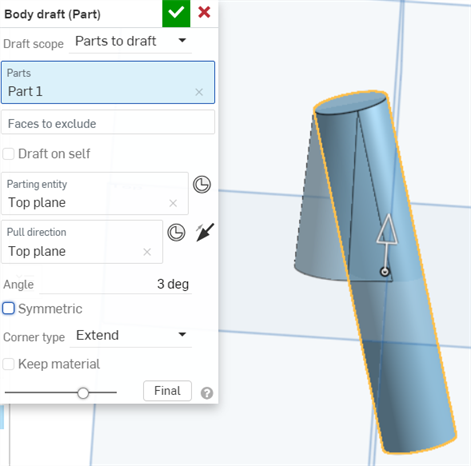 Body draft (Part)
Draft scope Parts to draft
Parts
Part 1
Faces to exclude
Draft on self
Parting entity
Top plane
Pull direction
Top plane
Angle 3 deg
Symmetric
Corner type Extend
Keep material
Final